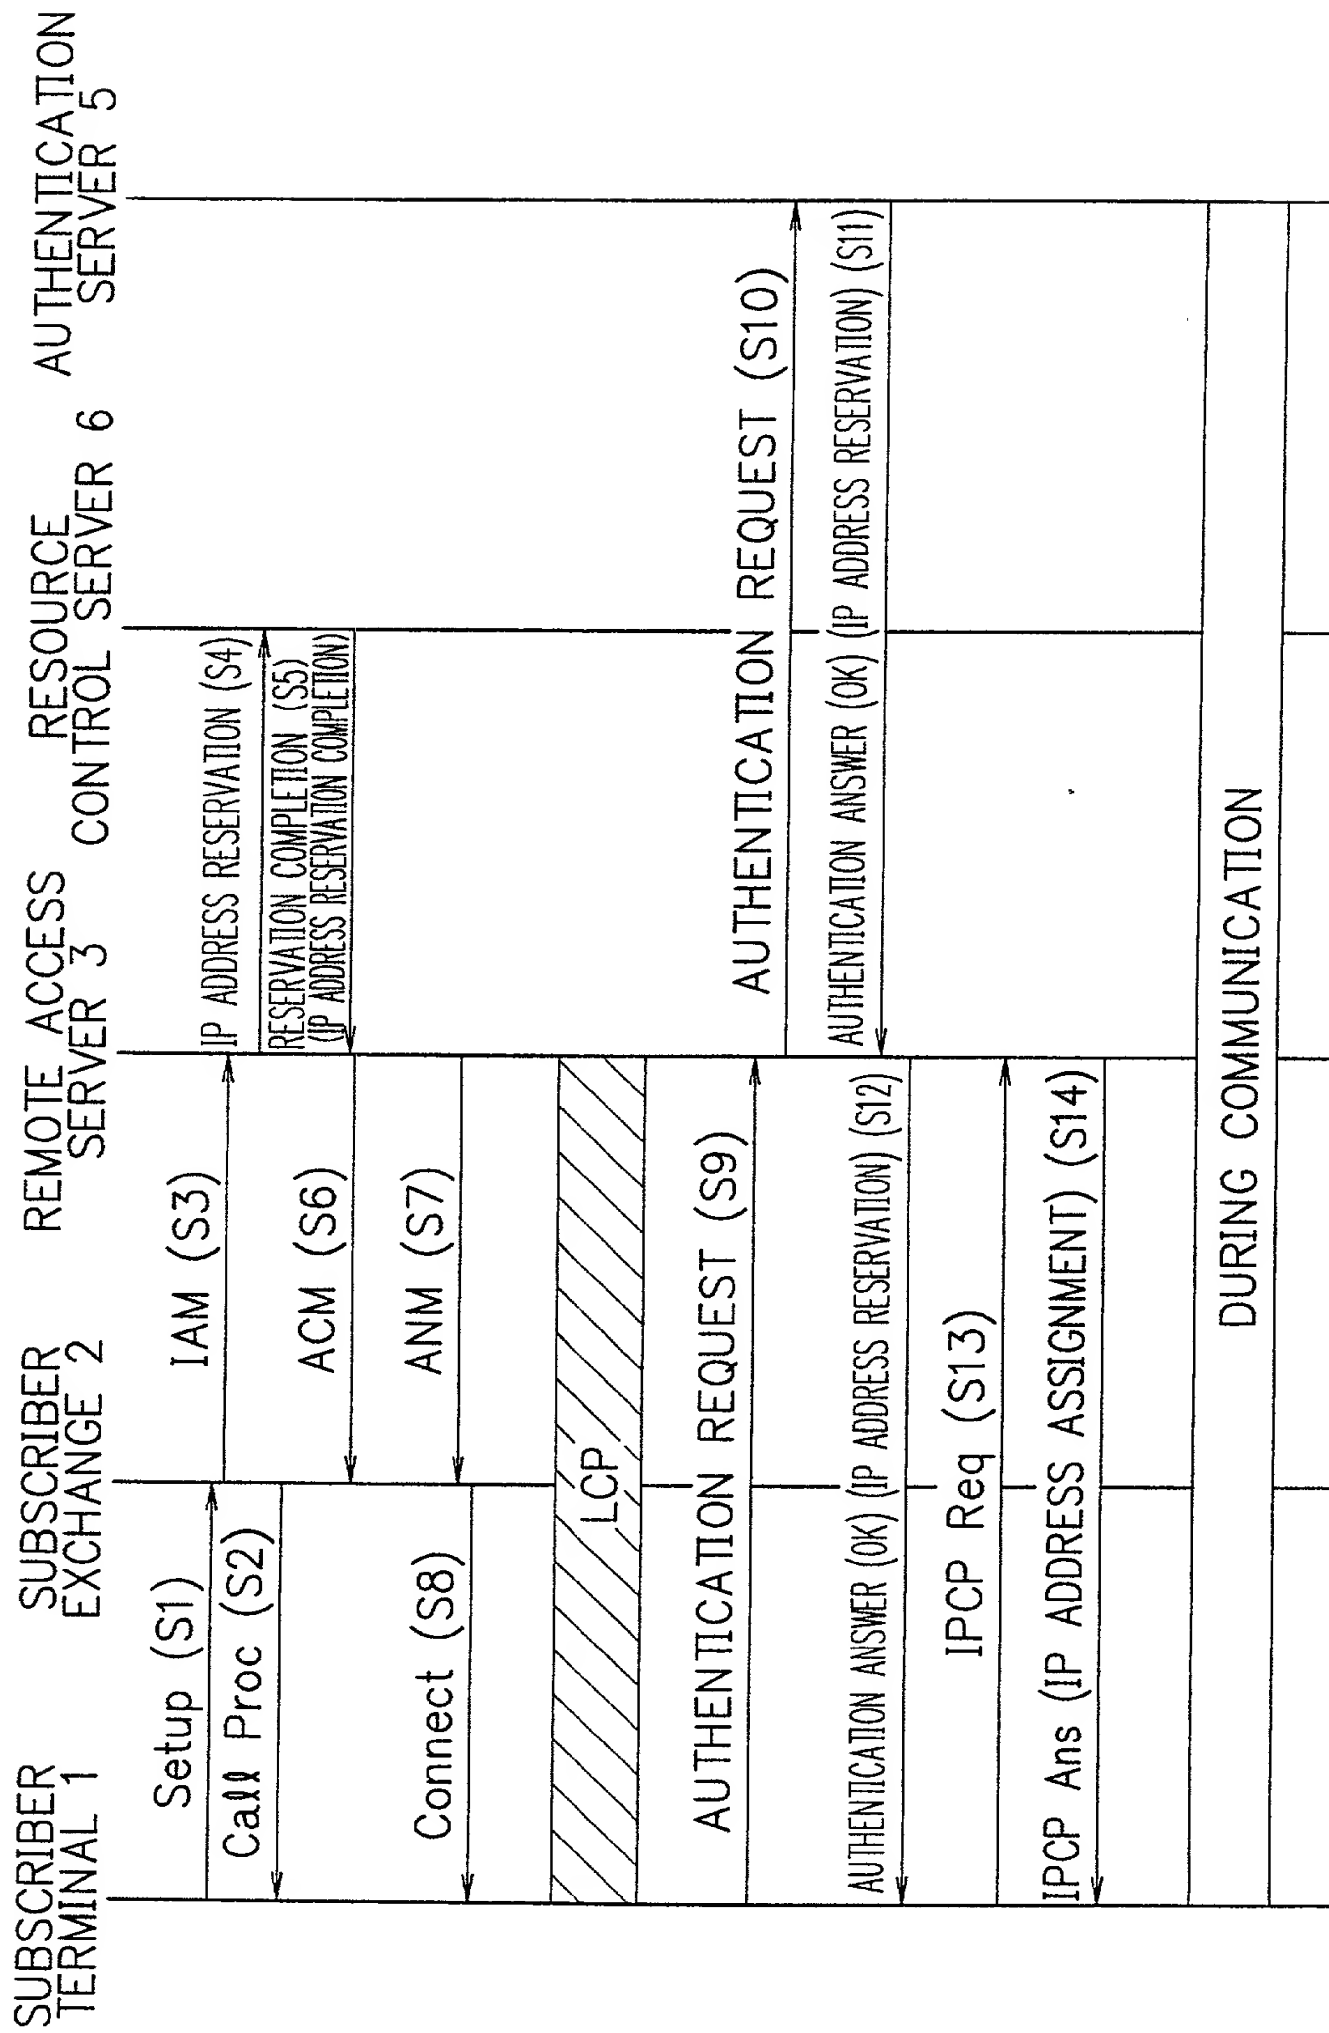 SUBSCRIBER
TERMINAL 1
SUBSCRIBER
EXCHANGE 2
REMOTE ACCESS
SERVER 3
RESOURCE
CONTROL SERVER 6
AUTHENTICATION
SERVER 5
Setup (S1)
Call Proc (S2)
IAM (S3)
IP ADDRESS RESERVATION (S4)
RESERVATION COMPLETION (S5)
(IP ADDRESS RESERVATION COMPLETION)
ACM (S6)
ANM (S7)
Connect (S8)
LCP
AUTHENTICATION REQUEST (S9)
AUTHENTICATION REQUEST (S10)
AUTHENTICATION ANSWER (OK) (IP ADDRESS RESERVATION) (S11)
AUTHENTICATION ANSWER (OK) (IP ADDRESS RESERVATION) (S12)
IPCP Req (S13)
IPCP Ans (IP ADDRESS ASSIGNMENT) (S14)
DURING COMMUNICATION